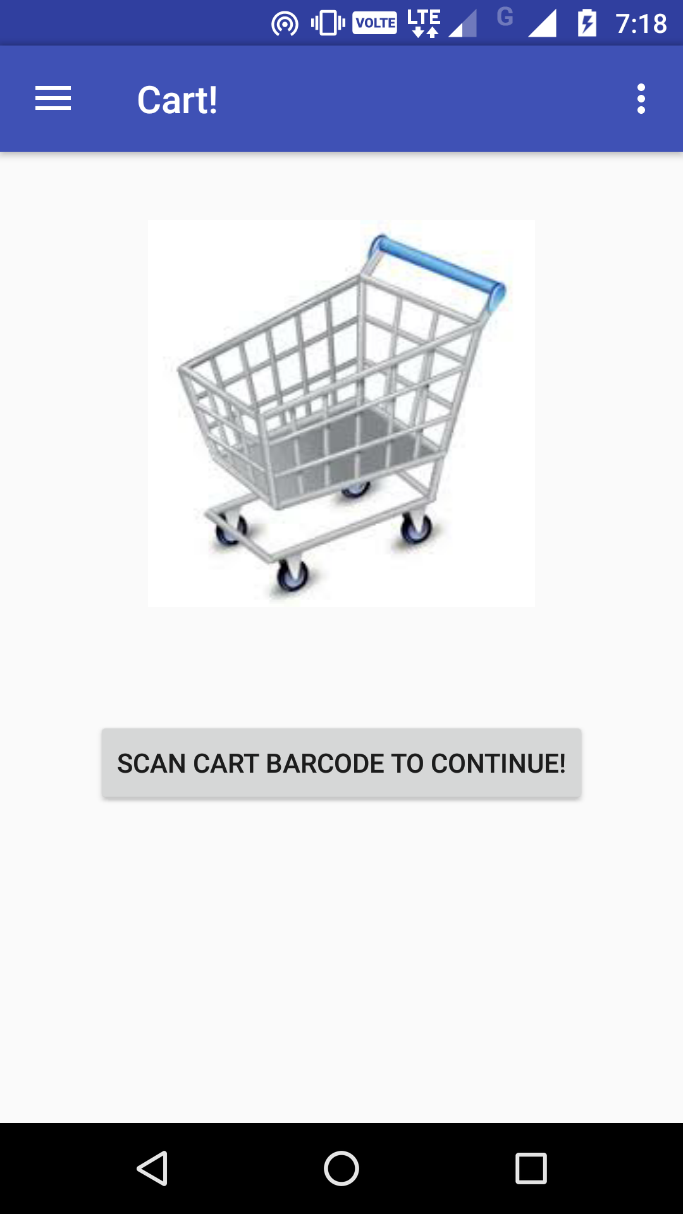 VOLTE LTE G 7:18
Cart!
SCAN CART BARCODE TO CONTINUE!